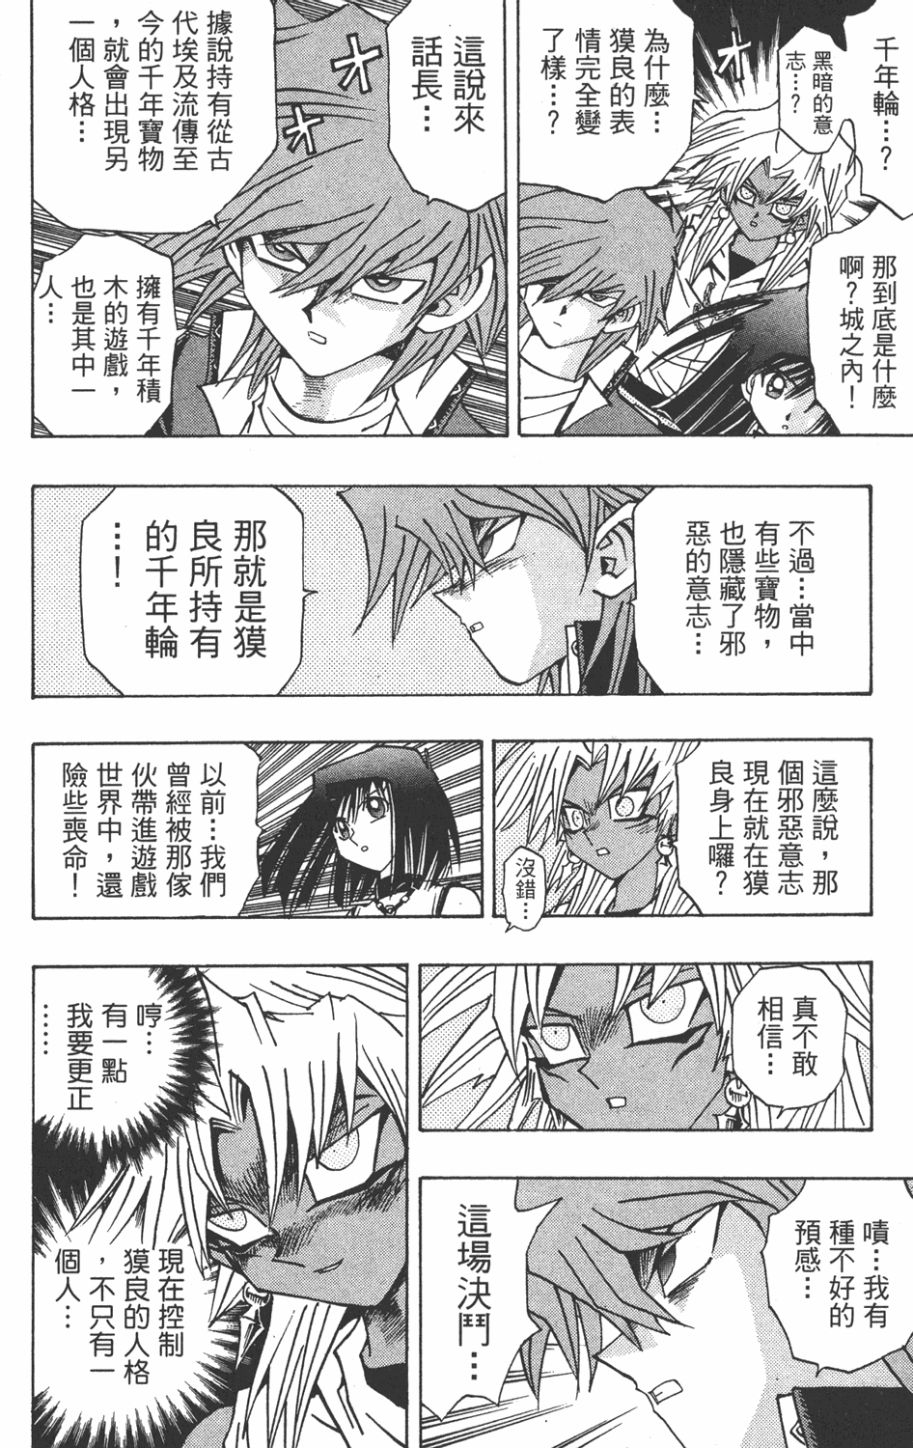 千年輪…？
黑暗的意
志…？
那到底是什麼
啊？城之內！
為什麼…
獏良的表
情完全變
了樣…？
這說來
話長…
據說持有從古
代埃及流傳至
今的千年寶物
，就會出現另
一個人格…
擁有千年積
木的遊戲，
也是其中一
人…
不過…當中
有些寶物，
也隱藏了邪
惡的意志…
那就是獏
良所持有
的千年輪
…！
這麼說，那
個邪惡意志
現在就在獏
良身上囉？
沒錯…
以前…我們
曾經被那傢
伙帶進遊戲
世界中，還
險些喪命！
真不敢
相信…
哼…
有一點
我要更正
……
現在控制
獏良的人格
，不只有一
個人…
嘖…我有
種不好的
預感…
這場決鬥…